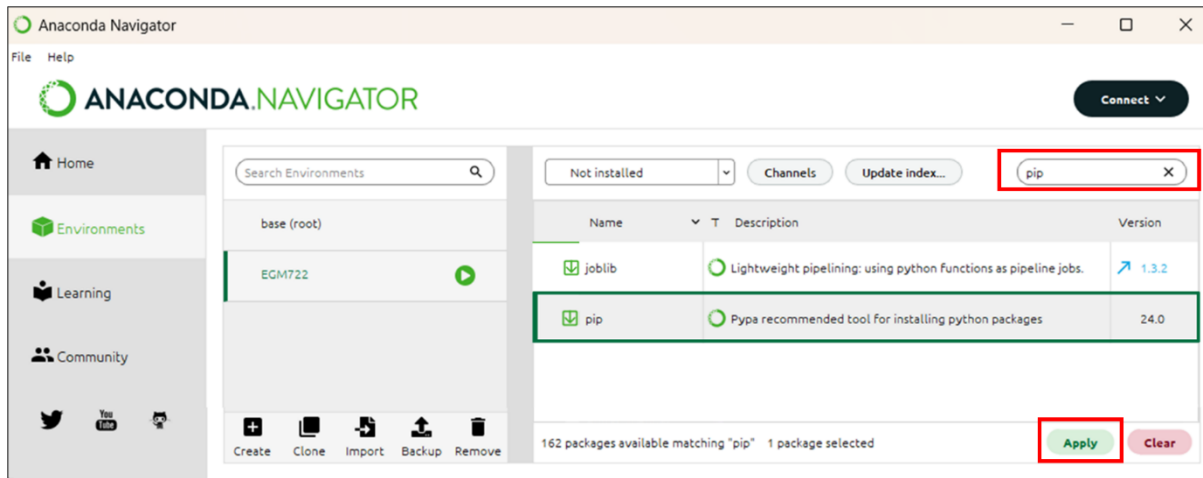 Anaconda Navigator
File Help
ANACONDA.NAVIGATOR
Connect
Home
Environments
Learning
Community
You
Tube
Search Environments
base (root)
EGM722
Create Clone Import Backup Remove
Not installed Channels Update index... pip
Name T Description Version
joblib Lightweight pipelining: using python functions as pipeline jobs. 1.3.2
pip Pypa recommended tool for installing python packages 24.0
162 packages available matching "pip" 1 package selected
Apply Clear